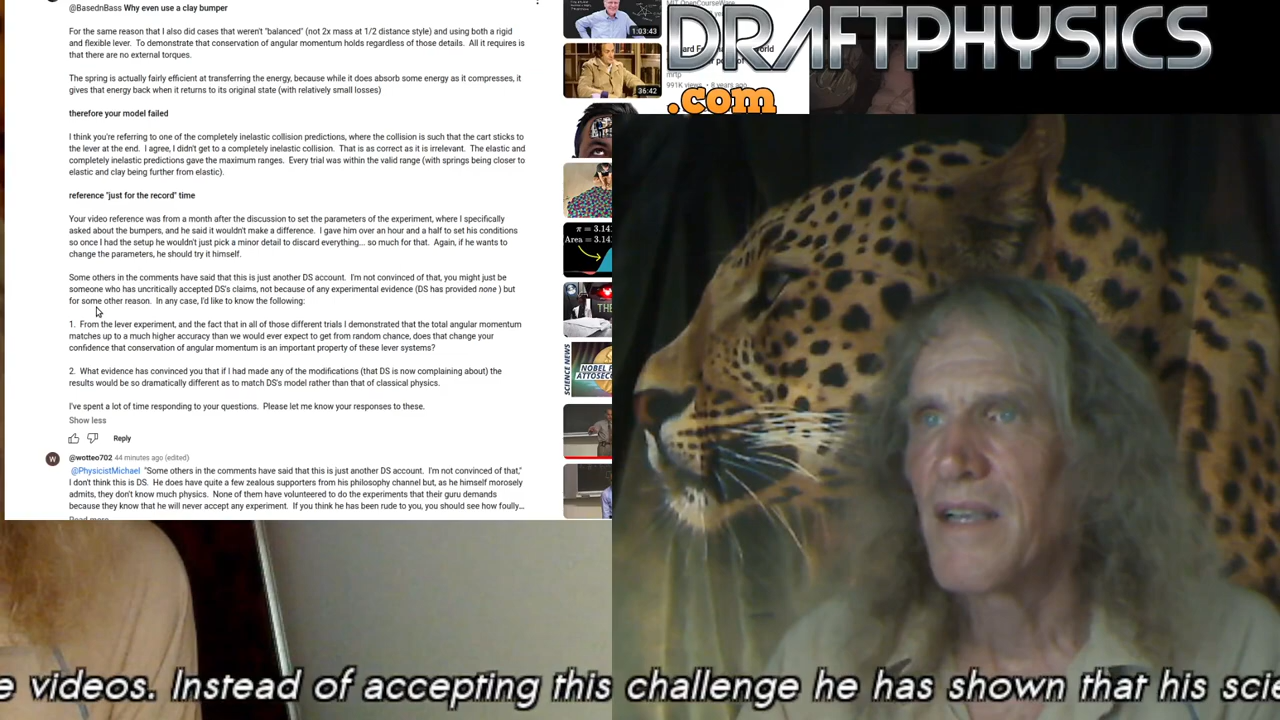 @BasednBass Why even use a clay bumper
For the same reason that I also did cases that weren't "balanced" (not 2x mass at 1/2 distance style) and using both a rigid
and flexible lever. To demonstrate that conservation of angular momentum holds regardless of those details. All it requires is
that there are no external torques.
The spring is actually fairly efficient at transferring the energy, because while it does absorb some energy as it compresses, it
gives that energy back when it returns to its original state (with relatively small losses)
therefore your model failed
I think you're referring to one of the completely inelastic collision predictions, where the collision is such that the cart sticks to
the lever at the end. I agree, I didn't get to a completely inelastic collision. That is as correct as it is irrelevant. The elastic and
completely inelastic predictions gave the maximum ranges. Every trial was within the valid range (with springs being closer to
elastic and clay being further from elastic).
reference "just for the record" time
Your video reference was from a month after the discussion to set the parameters of the experiment, where I specifically
asked about the bumpers, and he said it wouldn't make a difference. I gave him over an hour and a half to set his conditions
so once I had the setup he wouldn't just pick a minor detail to discard everything... so much for that. Again, if he wants to
change the parameters, he should try it himself.
Some others in the comments have said that this is just another DS account. I'm not convinced of that, you might just be
someone who has uncritically accepted DS's claims, not because of any experimental evidence (DS has provided none ) but
for some other reason. In any case, I'd like to know the following:
1. From the lever experiment, and the fact that in all of those different trials I demonstrated that the total angular momentum
matches up to a much higher accuracy than we would ever expect to get from random chance, does that change your
confidence that conservation of angular momentum is an important property of these lever systems?
2. What evidence has convinced you that if I had made any of the modifications (that DS is now complaining about) the
results would be so dramatically different as to match DS's model rather than that of classical physics.
I've spent a lot of time responding to your questions. Please let me know your responses to these.
Show less
Reply
W
@wotteo702 44 minutes ago (edited)
@PhysicistMichael "Some others in the comments have said that this is just another DS account. I'm not convinced of that,"
I don't think this is DS. He does have quite a few zealous supporters from his philosophy channel but, as he himself morosely
admits, they don't know much physics. None of them have volunteered to do the experiments that their guru demands
because they know that he will never accept any experiment. If you think he has been rude to you, you should see how foully...
Read more
MIT OpenCourseWare
1:03:43
36:42
mrtp
991K views • 8 years ago
π = 3.14
Area = 3.14
THE
SCIENCE NEWS
NOBEL
ATTOSEC
DRAFTPHYSICS
.com
e videos. Instead of accepting this challenge he has shown that his scie